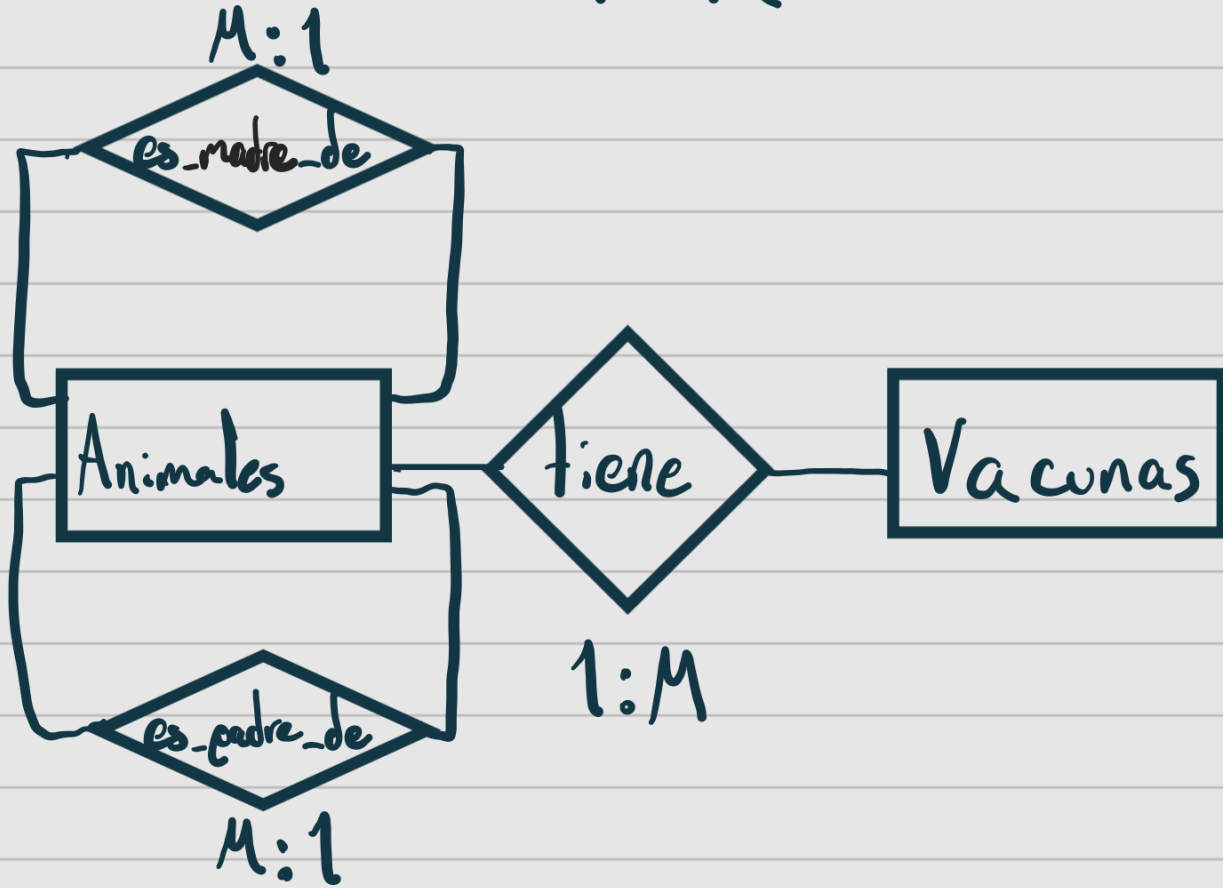 M:1
es_madre_de
Animales
tiene
Vacunas
1:M
es_padre_de
M:1